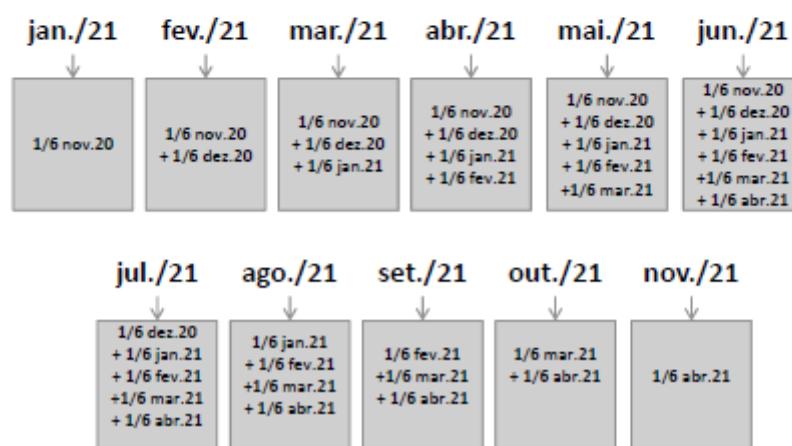 jan./21 fev./21 mar./21 abr./21 mai./21 jun./21
1/6 nov.20
1/6 nov.20
+ 1/6 dez.20
1/6 nov.20
+ 1/6 dez.20
+ 1/6 jan.21
1/6 nov.20
+ 1/6 dez.20
+ 1/6 jan.21
+ 1/6 fev.21
1/6 nov.20
+ 1/6 dez.20
+ 1/6 jan.21
+ 1/6 fev.21
+1/6 mar.21
1/6 nov.20
+ 1/6 dez.20
+ 1/6 jan.21
+ 1/6 fev.21
+1/6 mar.21
+ 1/6 abr.21
jul./21 ago./21 set./21 out./21 nov./21
1/6 dez.20
+ 1/6 jan.21
+ 1/6 fev.21
+1/6 mar.21
+ 1/6 abr.21
1/6 jan.21
+ 1/6 fev.21
+1/6 mar.21
+ 1/6 abr.21
1/6 fev.21
+1/6 mar.21
+ 1/6 abr.21
1/6 mar.21
+ 1/6 abr.21
1/6 abr.21